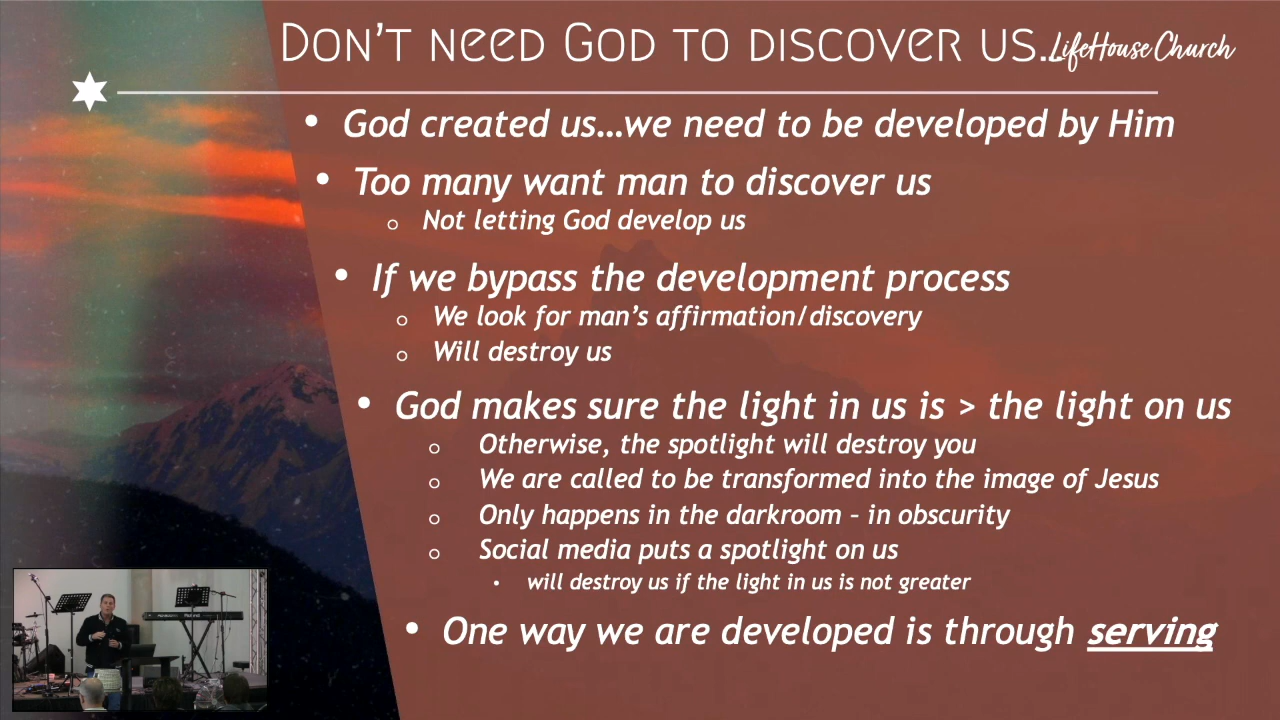 Don't need God to discover us...
LifeHouse Church
• God created us...we need to be developed by Him
• Too many want man to discover us
o Not letting God develop us
• If we bypass the development process
o We look for man's affirmation/discovery
o Will destroy us
• God makes sure the light in us is > the light on us
o Otherwise, the spotlight will destroy you
o We are called to be transformed into the image of Jesus
o Only happens in the darkroom – in obscurity
o Social media puts a spotlight on us
• will destroy us if the light in us is not greater
• One way we are developed is through serving